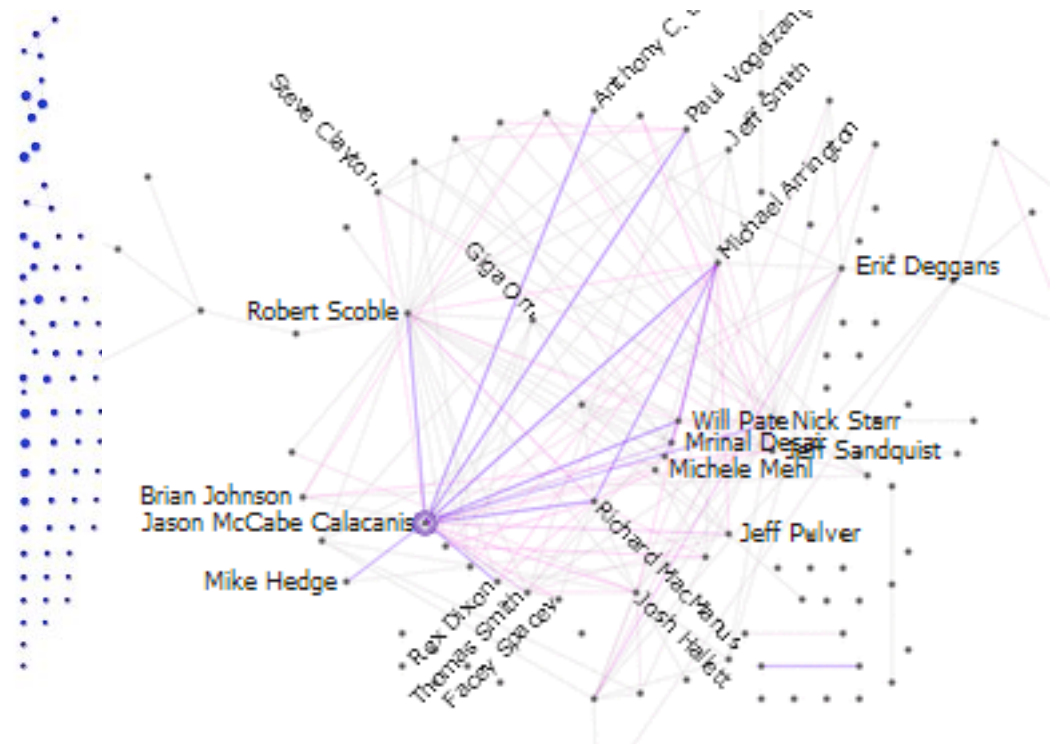 Anthony C.
Paul Vogelzang
Jeff Smith
Steve Clayton
Michael Arrington
GigaOm
Eric Deggans
Robert Scoble
Will Pate
Nick Starr
Mrinal Desai
Jeff Sandquist
Michele Mehl
Brian Johnson
Jason McCabe Calacanis
Richard MacManus
Jeff Pulver
Mike Hedge
Rex Dixon
Thomas Smith
Facey Spacey
Josh Hallett